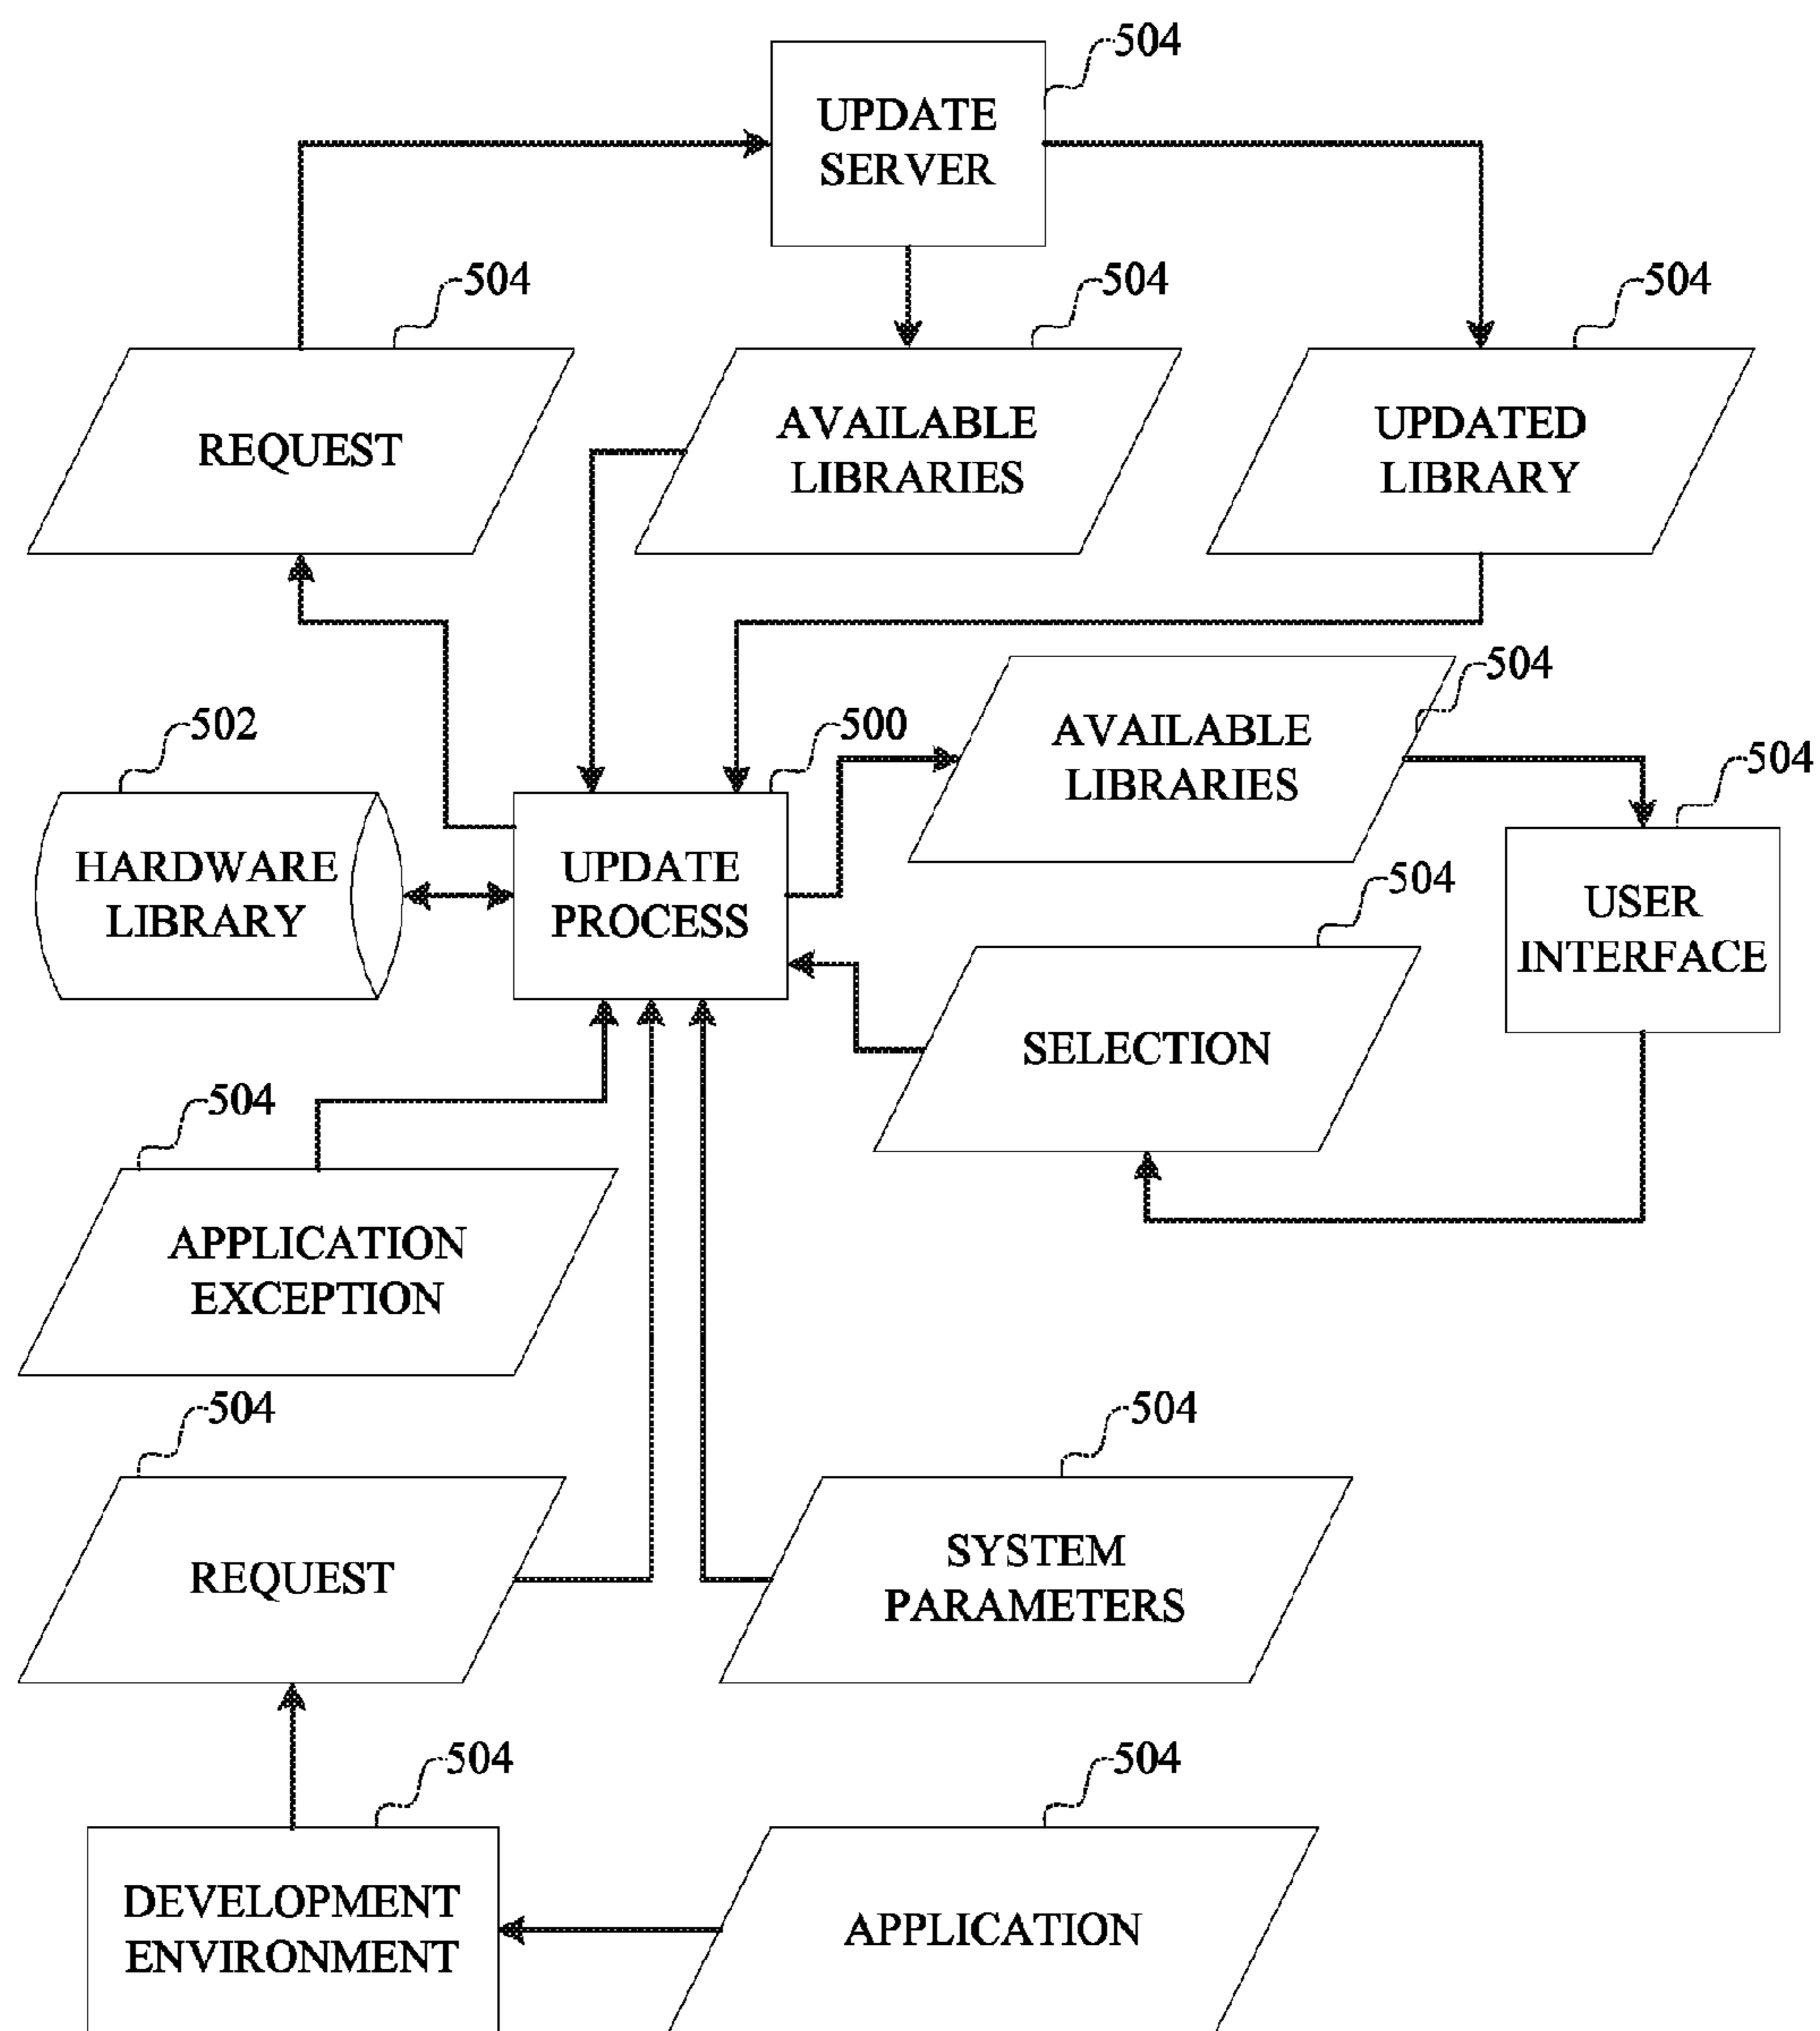 504
UPDATE
SERVER
504
504
504
REQUEST
AVAILABLE
LIBRARIES
UPDATED
LIBRARY
504
502
500
AVAILABLE
LIBRARIES
504
HARDWARE
LIBRARY
UPDATE
PROCESS
504
USER
INTERFACE
SELECTION
504
APPLICATION
EXCEPTION
504
504
REQUEST
SYSTEM
PARAMETERS
504
504
DEVELOPMENT
ENVIRONMENT
APPLICATION